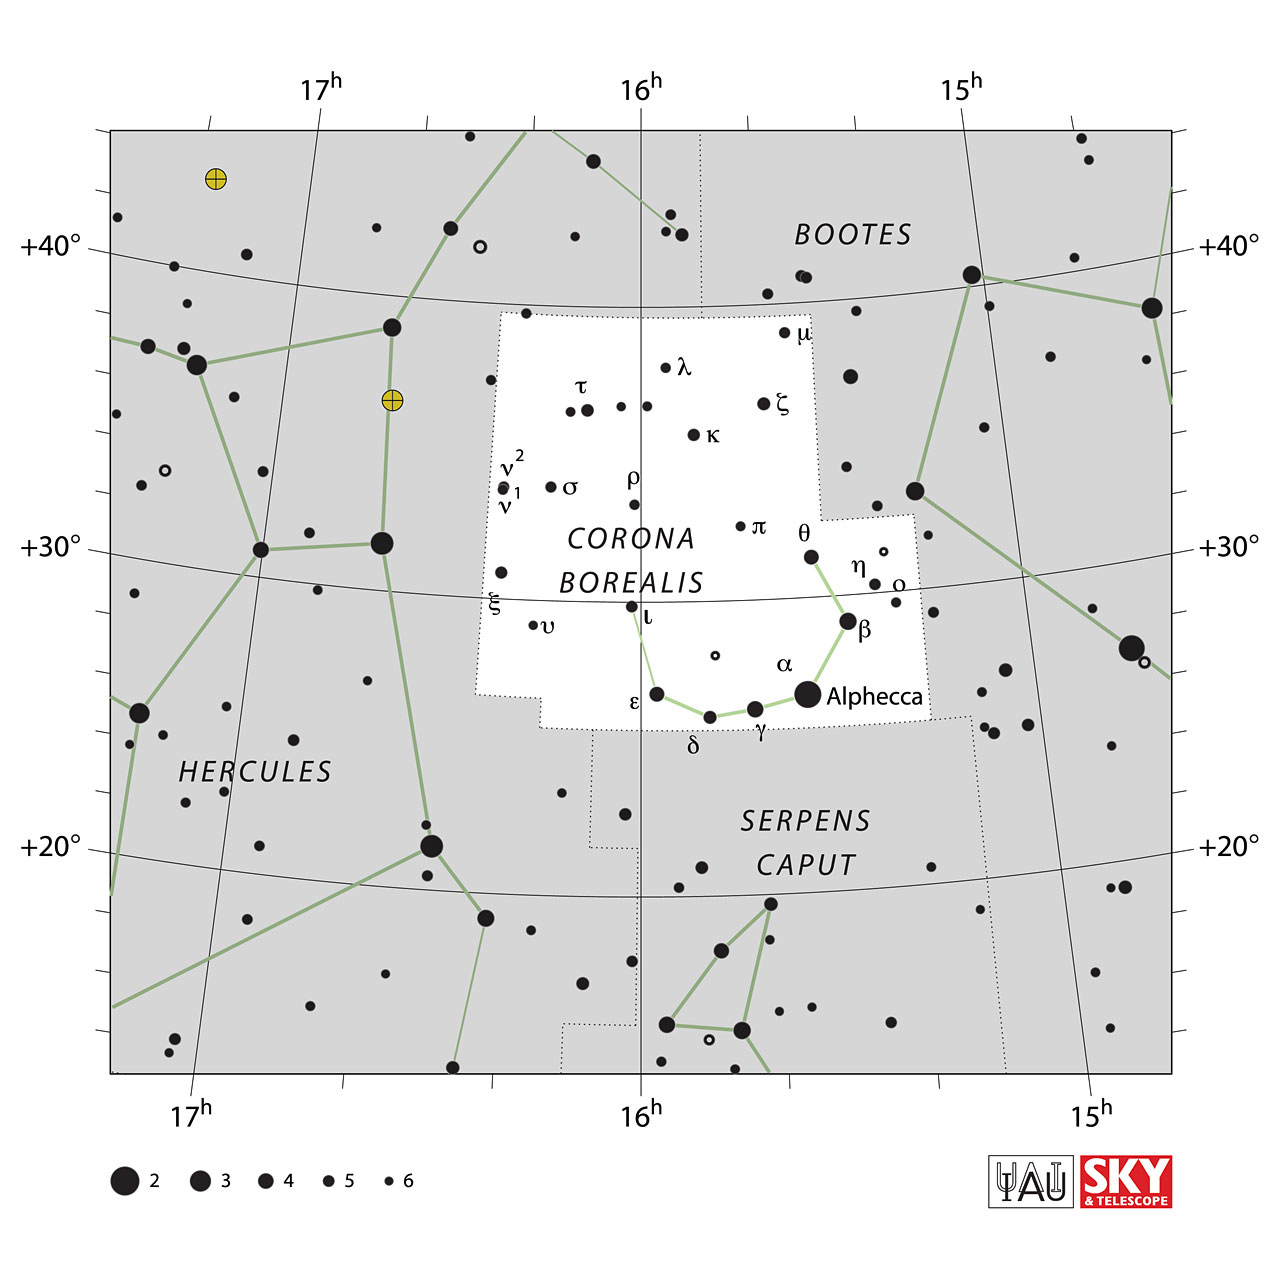 17h 16h 15h
+40° +40°
BOOTES
μ
λ
τ
ζ
κ
ν2
ρ
σ
ν1
π
CORONA
θ
+30° +30°
BOREALIS
η
ο
ξ
ι
υ
β
α
ε
Alphecca
γ
δ
HERCULES
SERPENS
CAPUT
+20° +20°
17h 16h 15h
2 3 4 5 6
IAU
SKY
& TELESCOPE